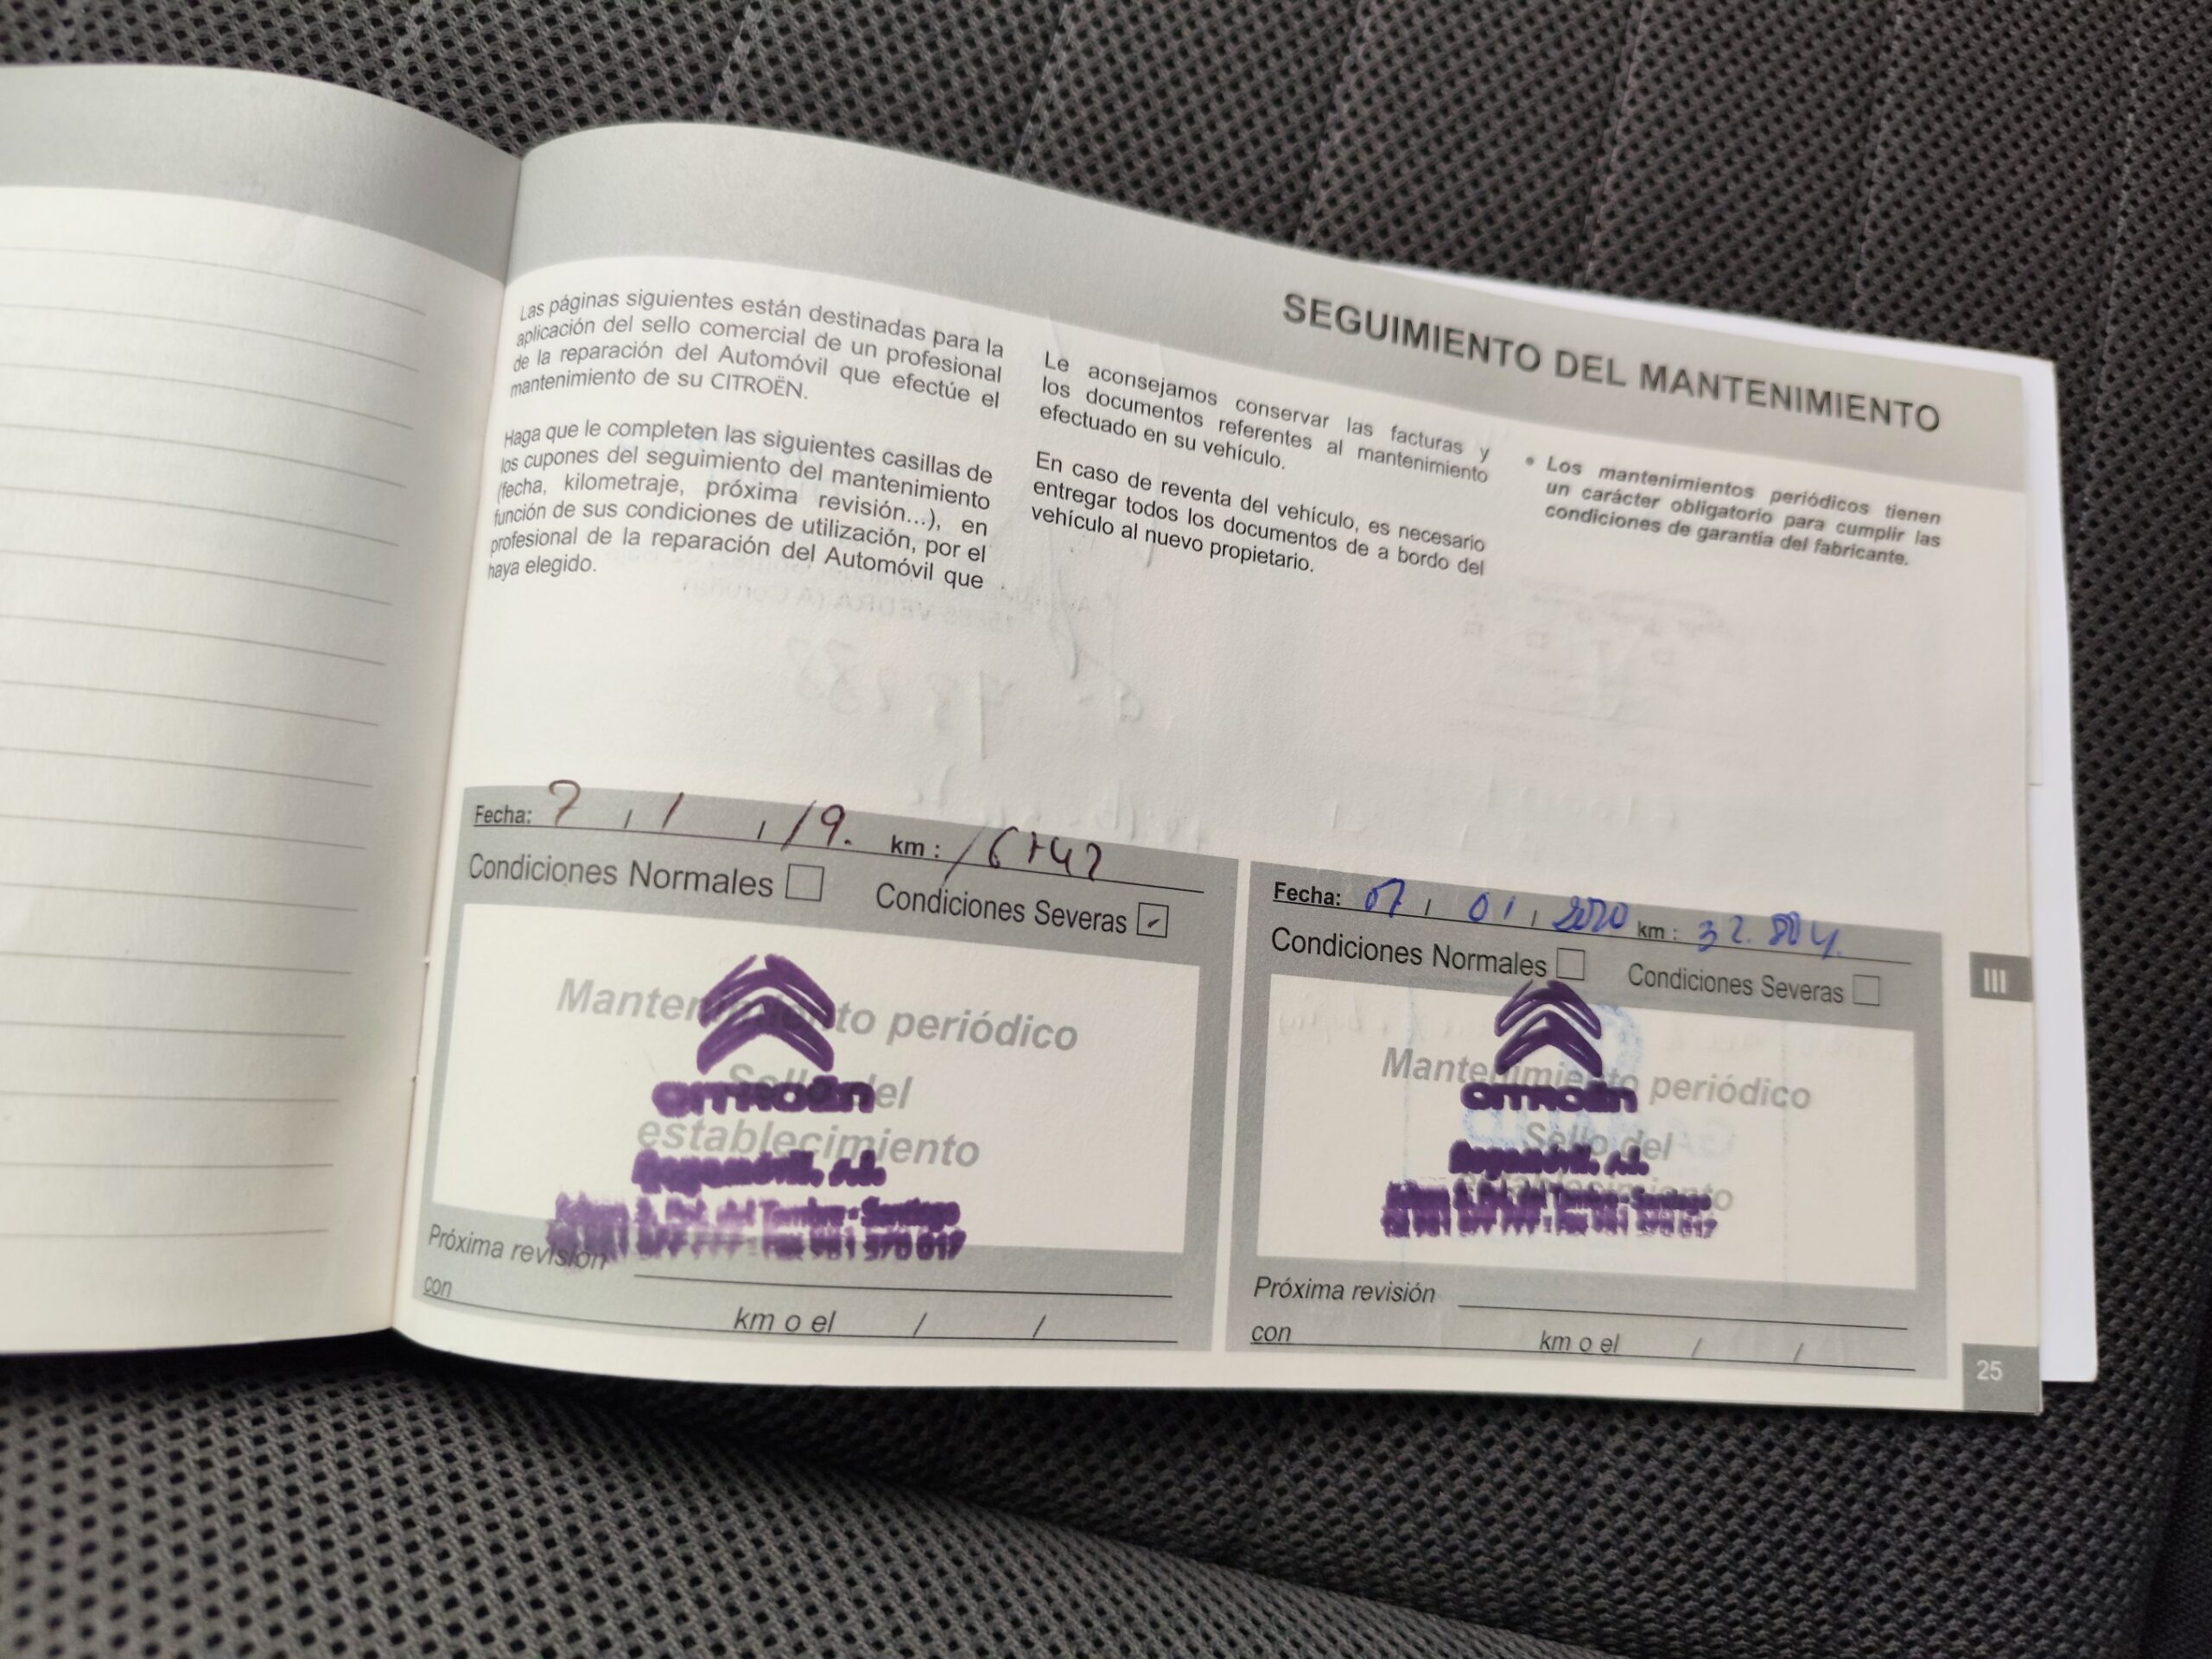 SEGUIMIENTO DEL MANTENIMIENTO
Las páginas siguientes están destinadas para la
aplicación del sello comercial de un profesional
de la reparación del Automóvil que efectúe el
mantenimiento de su CITROËN.
Haga que le completen las siguientes casillas de
los cupones del seguimiento del mantenimiento
(fecha, kilometraje, próxima revisión...), en
función de sus condiciones de utilización, por el
profesional de la reparación del Automóvil que
haya elegido.
Le aconsejamos conservar las facturas y
los documentos referentes al mantenimiento
efectuado en su vehículo.
En caso de reventa del vehículo, es necesario
entregar todos los documentos de a bordo del
vehículo al nuevo propietario.
• Los mantenimientos periódicos tienen
un carácter obligatorio para cumplir las
condiciones de garantía del fabricante.
Fecha: 7 / 1 / 19. km : 16742
Condiciones Normales Condiciones Severas
Mantenimiento periódico
Sello del
establecimiento
CITROËN
Próxima revisión
con km o el / /
Fecha: 07 / 01 / 2020 km : 32.804.
Condiciones Normales Condiciones Severas
Mantenimiento periódico
Sello del
establecimiento
CITROËN
Próxima revisión
con km o el / /
III
25